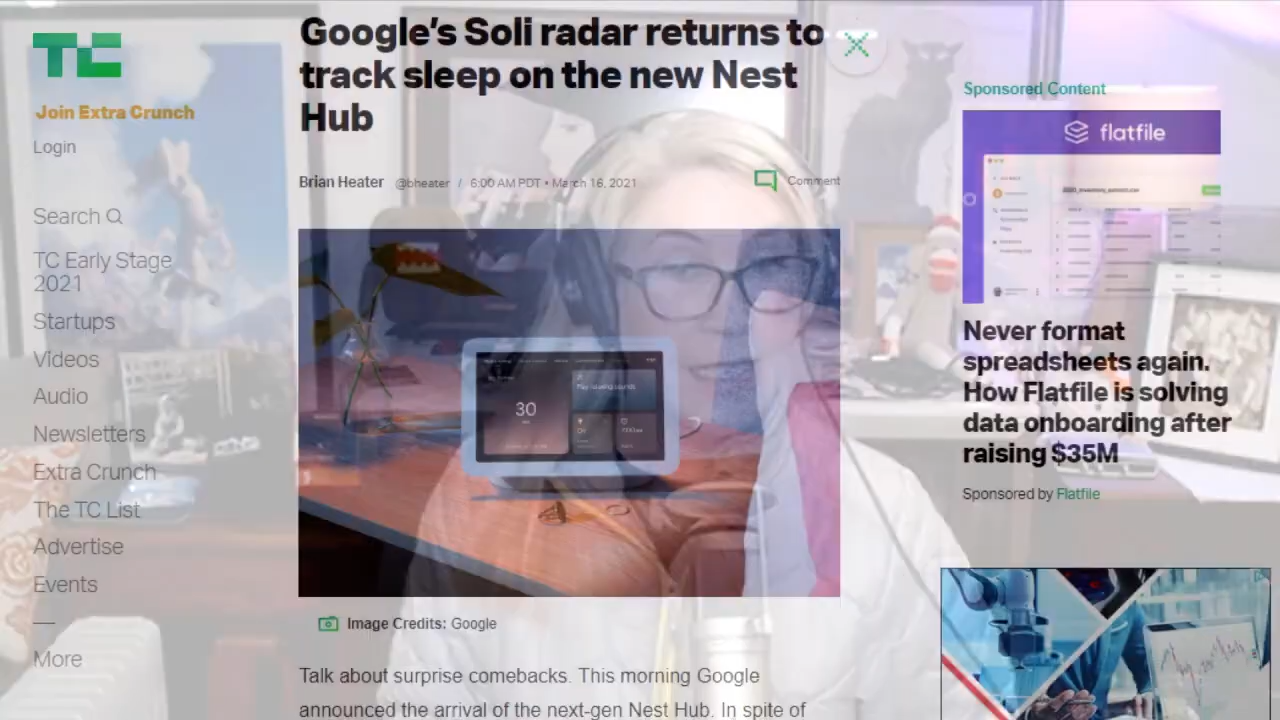 TC
Join Extra Crunch
Login
Search
TC Early Stage
2021
Startups
Videos
Audio
Newsletters
Extra Crunch
The TC List
Advertise
Events
More
Google's Soli radar returns to
track sleep on the new Nest
Hub
Brian Heater @bheater / 6:00 AM PDT • March 16, 2021
Comment
30
Play relaxing sounds
Image Credits: Google
Talk about surprise comebacks. This morning Google
announced the arrival of the next-gen Nest Hub. In spite of
Sponsored Content
flatfile
Never format
spreadsheets again.
How Flatfile is solving
data onboarding after
raising $35M
Sponsored by Flatfile